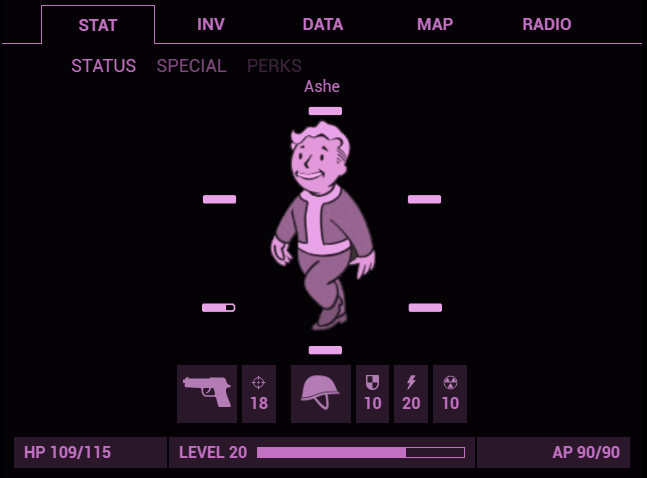 STAT INV DATA MAP RADIO
STATUS SPECIAL PERKS
Ashe
18 10 20 10
HP 109/115 LEVEL 20 AP 90/90